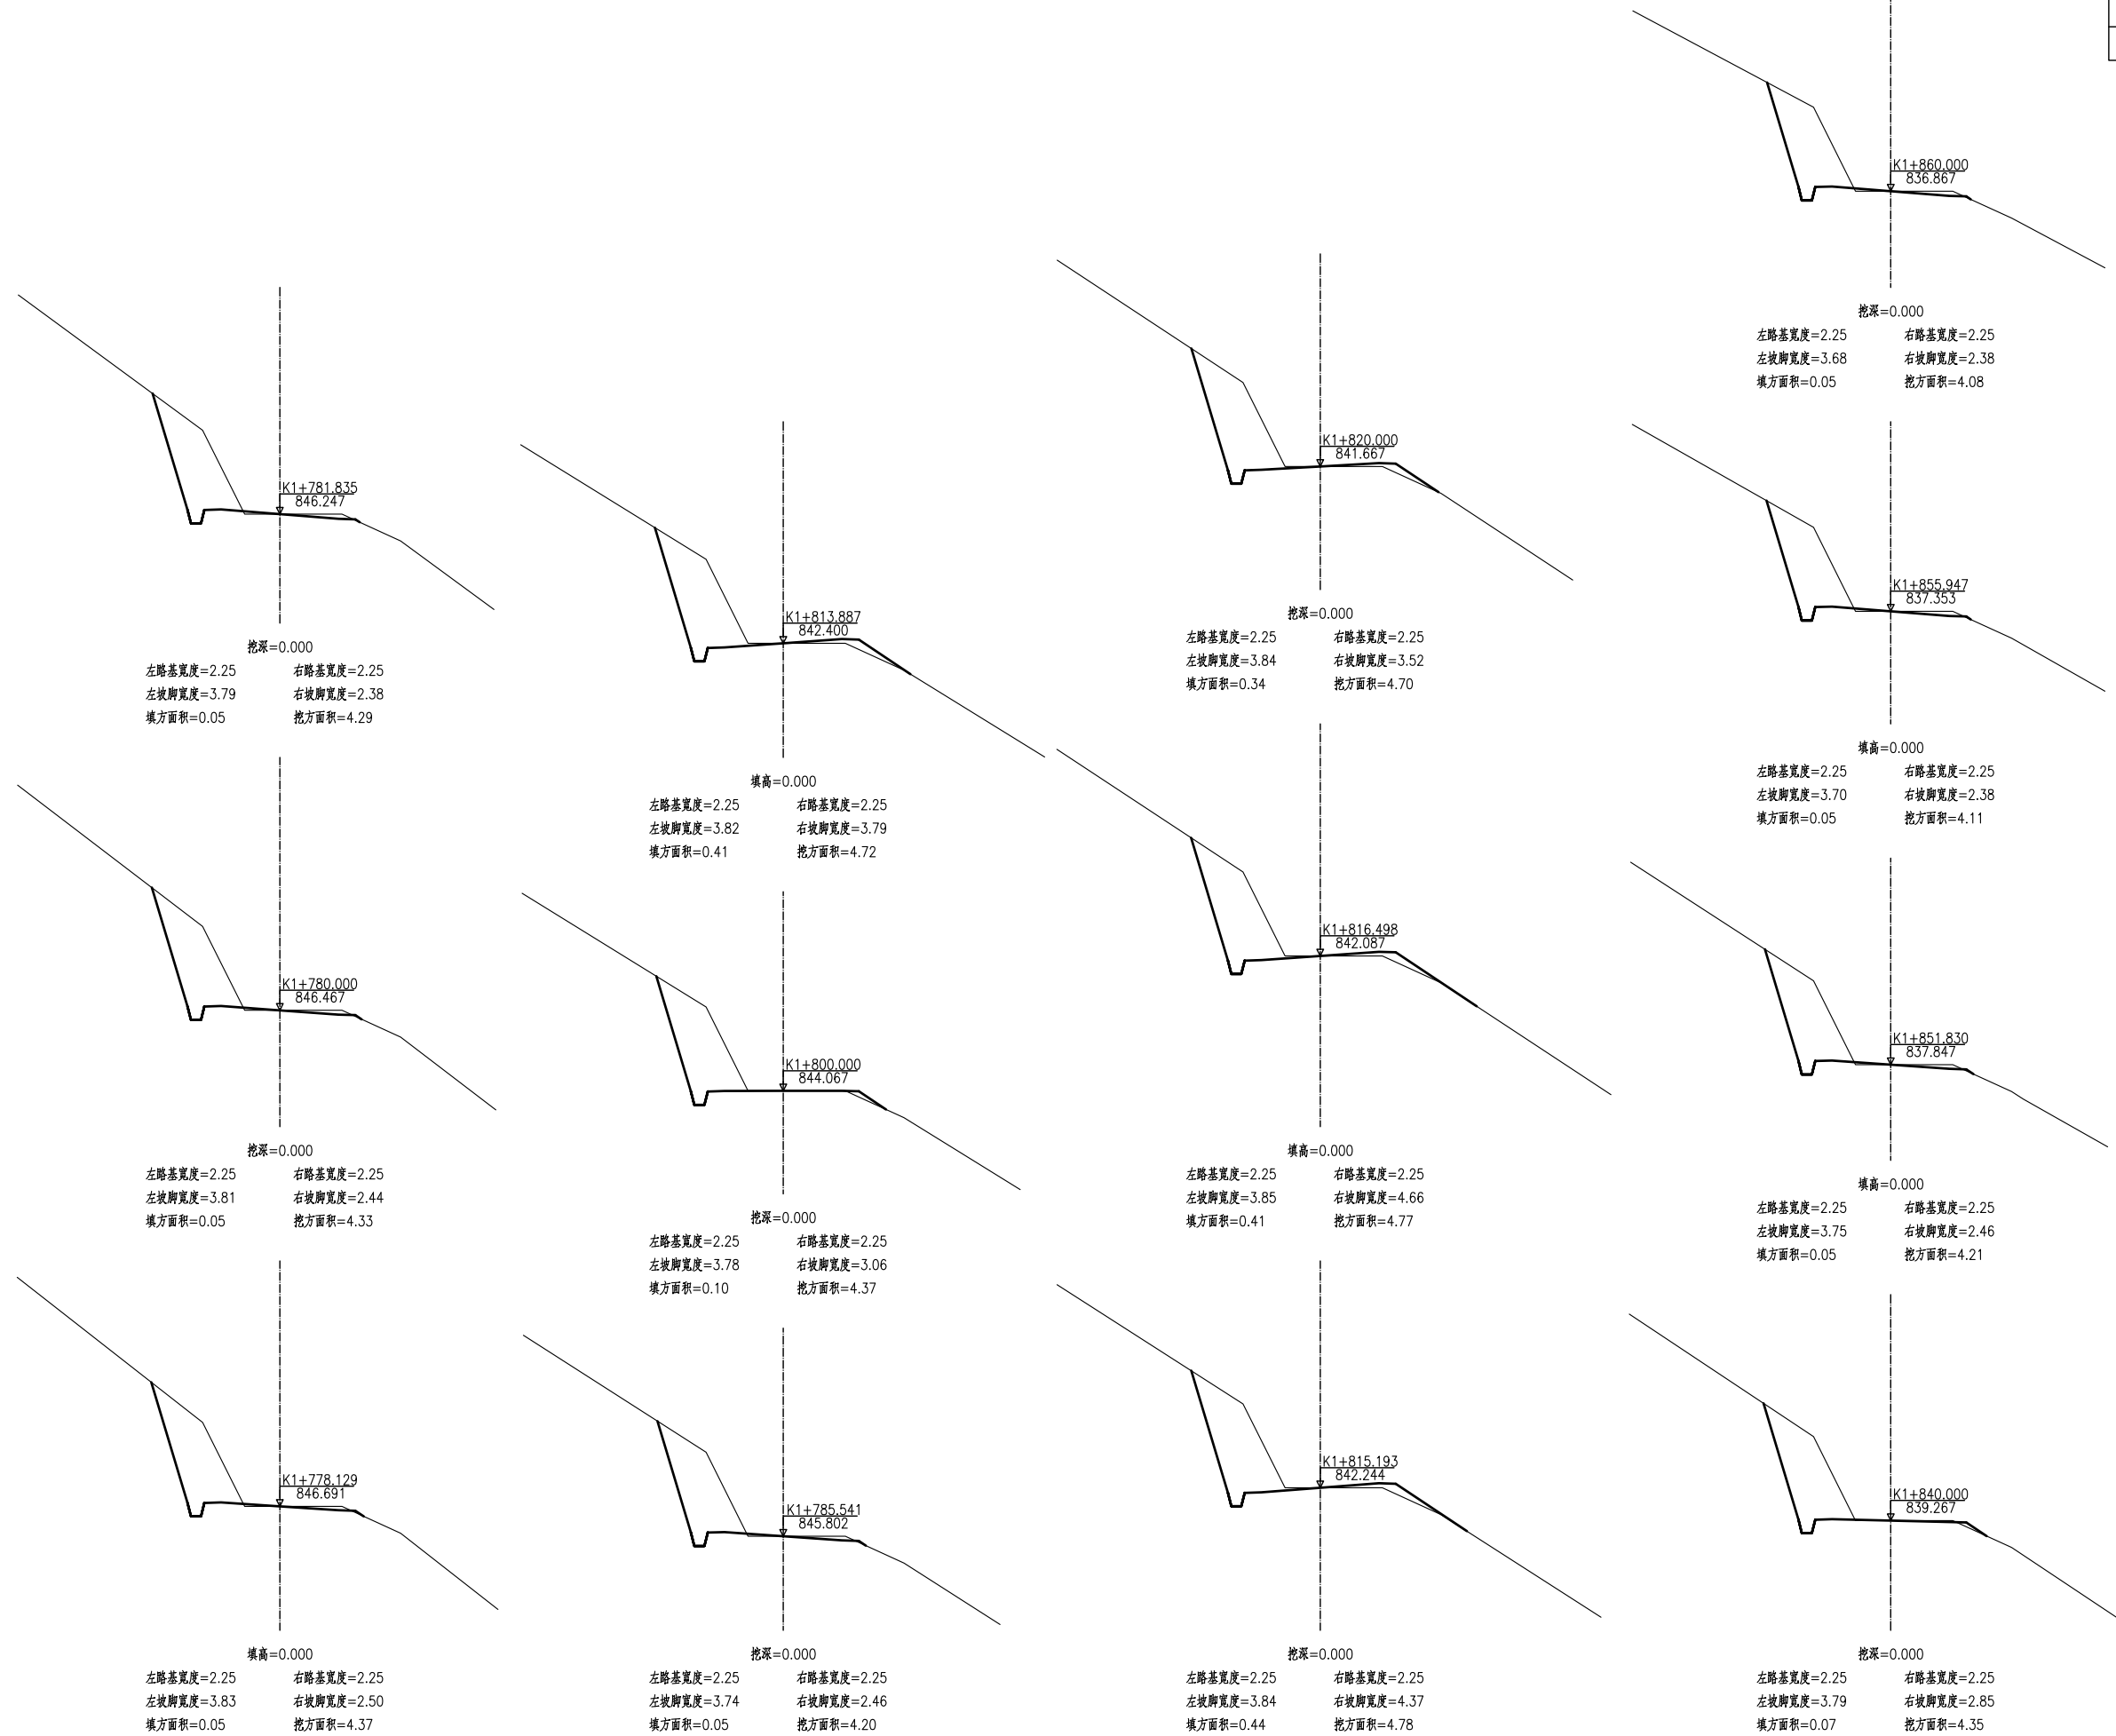 K1+781.835
846.247
挖深=0.000
左路基宽度=2.25 右路基宽度=2.25
左坡脚宽度=3.79 右坡脚宽度=2.38
填方面积=0.05 挖方面积=4.29
K1+780.000
846.467
挖深=0.000
左路基宽度=2.25 右路基宽度=2.25
左坡脚宽度=3.81 右坡脚宽度=2.44
填方面积=0.05 挖方面积=4.33
K1+778.129
846.691
填高=0.000
左路基宽度=2.25 右路基宽度=2.25
左坡脚宽度=3.83 右坡脚宽度=2.50
填方面积=0.05 挖方面积=4.37
K1+813.887
842.400
填高=0.000
左路基宽度=2.25 右路基宽度=2.25
左坡脚宽度=3.82 右坡脚宽度=3.79
填方面积=0.41 挖方面积=4.72
K1+800.000
844.067
挖深=0.000
左路基宽度=2.25 右路基宽度=2.25
左坡脚宽度=3.78 右坡脚宽度=3.06
填方面积=0.10 挖方面积=4.37
K1+785.541
845.802
挖深=0.000
左路基宽度=2.25 右路基宽度=2.25
左坡脚宽度=3.74 右坡脚宽度=2.46
填方面积=0.05 挖方面积=4.20
K1+820.000
841.667
挖深=0.000
左路基宽度=2.25 右路基宽度=2.25
左坡脚宽度=3.84 右坡脚宽度=3.52
填方面积=0.34 挖方面积=4.70
K1+816.498
842.087
填高=0.000
左路基宽度=2.25 右路基宽度=2.25
左坡脚宽度=3.85 右坡脚宽度=4.66
填方面积=0.41 挖方面积=4.77
K1+815.193
842.244
挖深=0.000
左路基宽度=2.25 右路基宽度=2.25
左坡脚宽度=3.84 右坡脚宽度=4.37
填方面积=0.44 挖方面积=4.78
K1+860.000
836.867
挖深=0.000
左路基宽度=2.25 右路基宽度=2.25
左坡脚宽度=3.68 右坡脚宽度=2.38
填方面积=0.05 挖方面积=4.08
K1+855.947
837.353
填高=0.000
左路基宽度=2.25 右路基宽度=2.25
左坡脚宽度=3.70 右坡脚宽度=2.38
填方面积=0.05 挖方面积=4.11
K1+851.830
837.847
填高=0.000
左路基宽度=2.25 右路基宽度=2.25
左坡脚宽度=3.75 右坡脚宽度=2.46
填方面积=0.05 挖方面积=4.21
K1+840.000
839.267
挖深=0.000
左路基宽度=2.25 右路基宽度=2.25
左坡脚宽度=3.79 右坡脚宽度=2.85
填方面积=0.07 挖方面积=4.35